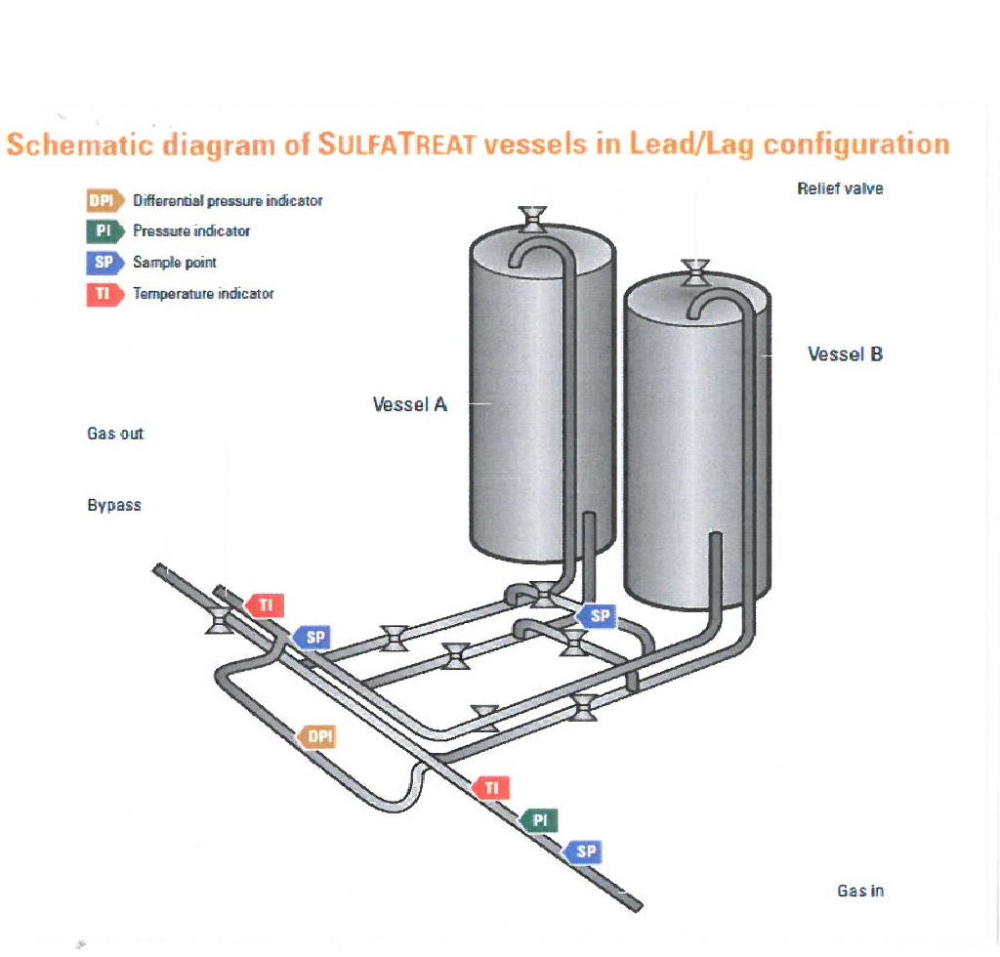 Schematic diagram of SULFATREAT vessels in Lead/Lag configuration
DPI Differential pressure indicator
PI Pressure indicator
SP Sample point
TI Temperature indicator
Relief valve
Vessel B
Vessel A
Gas out
Bypass
TI
SP
SP
DPI
TI
PI
SP
Gas in